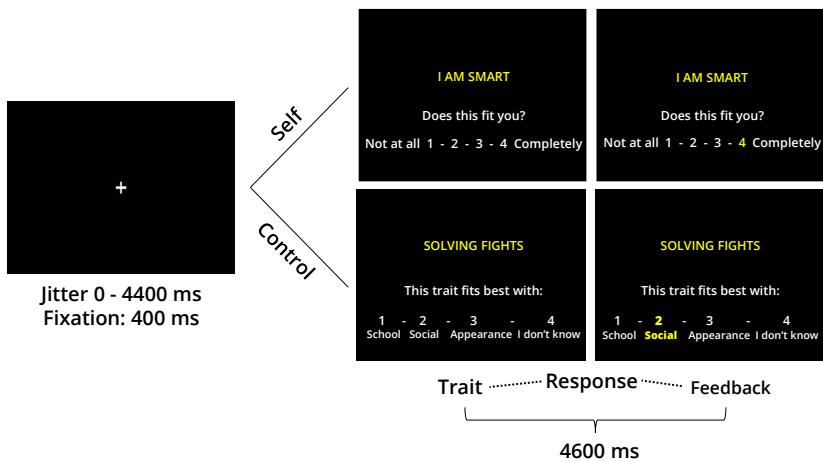 +
Jitter 0 - 4400 ms
Fixation: 400 ms
Self
Control
I AM SMART
Does this fit you?
Not at all 1 - 2 - 3 - 4 Completely
I AM SMART
Does this fit you?
Not at all 1 - 2 - 3 - 4 Completely
SOLVING FIGHTS
This trait fits best with:
1 - 2 - 3 - 4
School Social Appearance I don't know
SOLVING FIGHTS
This trait fits best with:
1 - 2 - 3 - 4
School Social Appearance I don't know
Trait Response Feedback
4600 ms